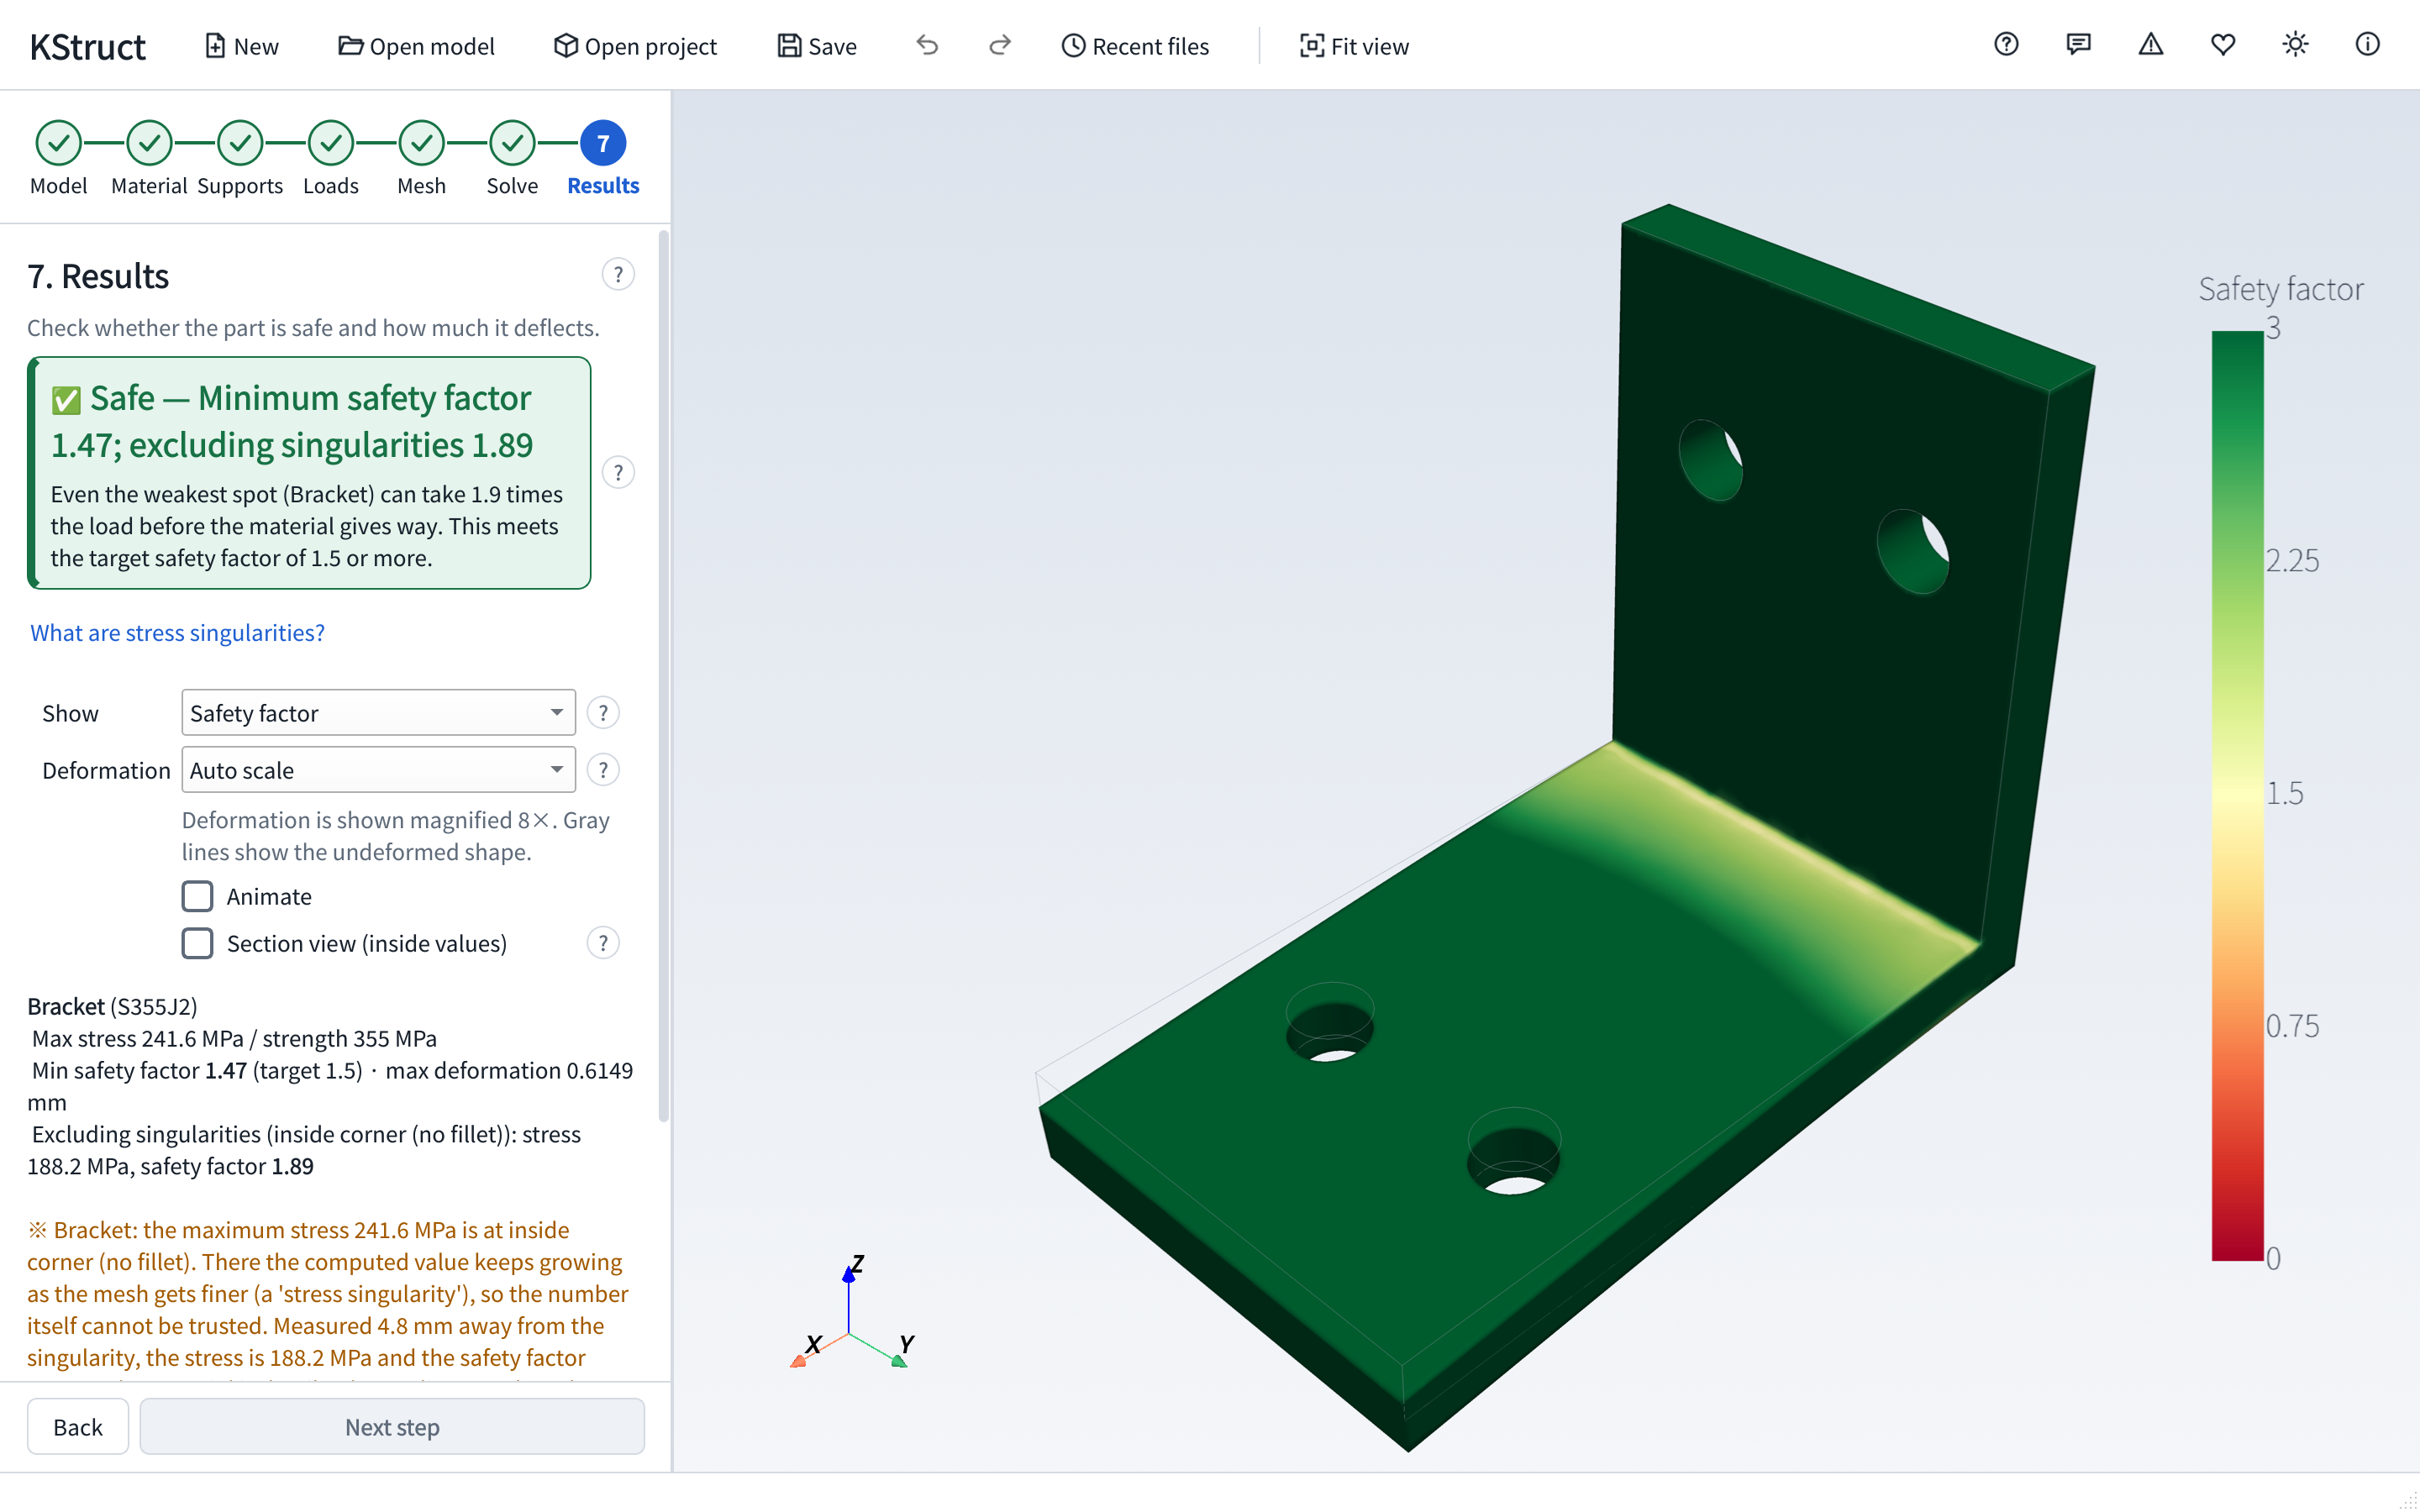 KStruct
New
Open model
Open project
Save
Recent files
Fit view
7
Model
Material
Supports
Loads
Mesh
Solve
Results
7. Results
?
Check whether the part is safe and how much it deflects.
✅ Safe — Minimum safety factor
1.47; excluding singularities 1.89
Even the weakest spot (Bracket) can take 1.9 times
the load before the material gives way. This meets
the target safety factor of 1.5 or more.
?
What are stress singularities?
Show
Safety factor
?
Deformation
Auto scale
?
Deformation is shown magnified 8×. Gray
lines show the undeformed shape.
Animate
Section view (inside values)
?
Bracket (S355J2)
Max stress 241.6 MPa / strength 355 MPa
Min safety factor 1.47 (target 1.5) · max deformation 0.6149
mm
Excluding singularities (inside corner (no fillet)): stress
188.2 MPa, safety factor 1.89
※ Bracket: the maximum stress 241.6 MPa is at inside
corner (no fillet). There the computed value keeps growing
as the mesh gets finer (a 'stress singularity'), so the number
itself cannot be trusted. Measured 4.8 mm away from the
singularity, the stress is 188.2 MPa and the safety factor
Back
Next step
Safety factor
3
2.25
1.5
0.75
0
Z
X
Y